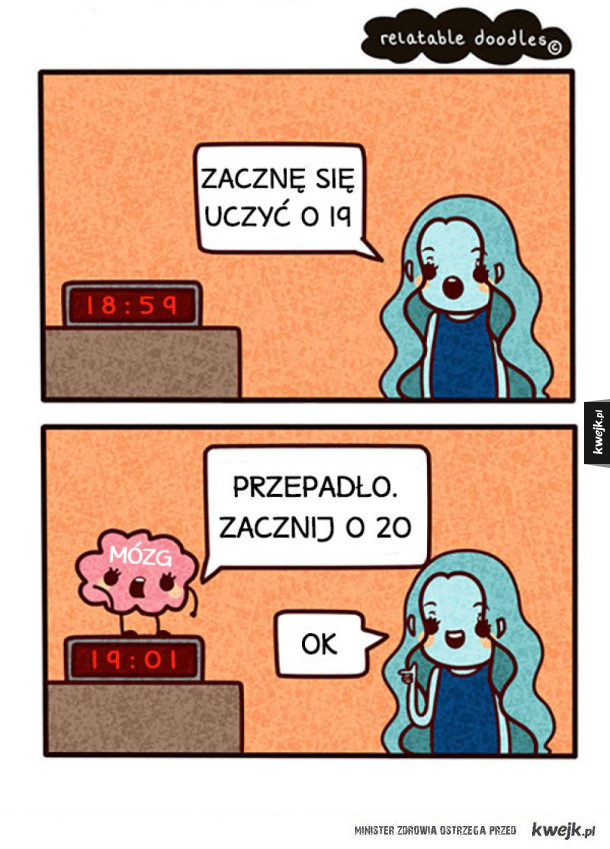 relatable doodles©
ZACZNĘ SIĘ
UCZYĆ O 19
18:59
kwejk.pl
PRZEPADŁO.
ZACZNIJ O 20
MÓZG
OK
19:01
MINISTER ZDROWIA OSTRZEGA PRZED kwejk.pl